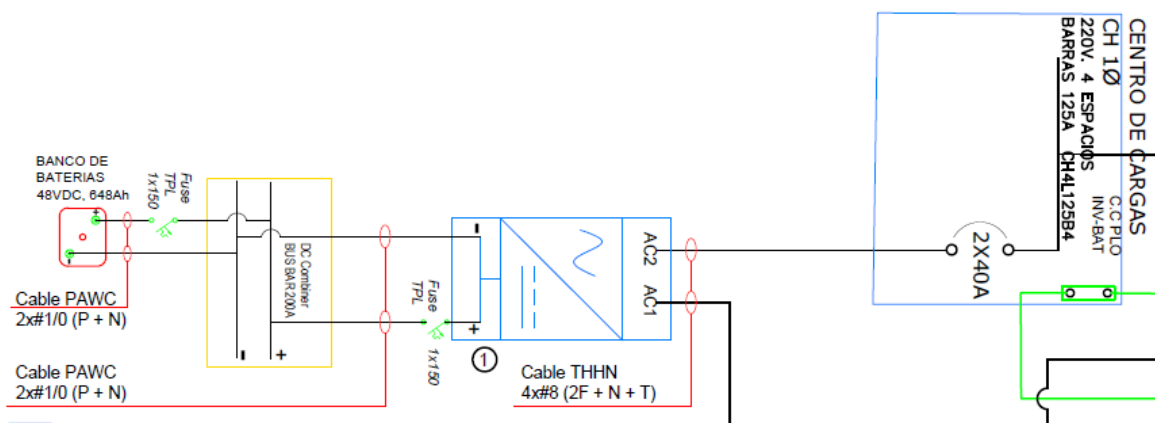 BANCO DE
BATERIAS
48VDC, 648Ah
+
-
Fuse
TPL
1x150
DC Combiner
BUS BAR 200A
-
+
Cable PAWC
2x#1/0 (P + N)
Cable PAWC
2x#1/0 (P + N)
Fuse
TPL
1x150
-
+
1
AC2
AC1
Cable THHN
4x#8 (2F + N + T)
2X40A
CENTRO DE CARGAS
CH 1Ø
220V. 4 ESPACIOS
BARRAS 125A CH4L125B4
C.C PLO
INV-BAT